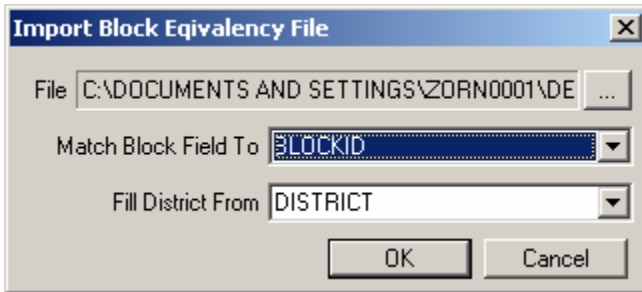 Import Block Eqivalency File
File C:\DOCUMENTS AND SETTINGS\ZORN0001\DE ...
Match Block Field To BLOCKID
Fill District From DISTRICT
OK Cancel